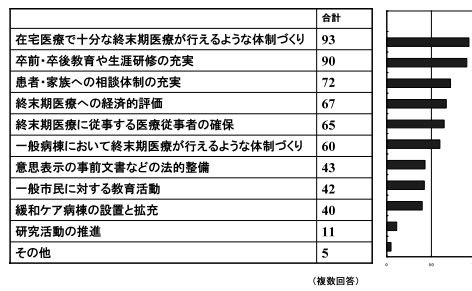 合計
在宅医療で十分な終末期医療が行えるような体制づくり 93
卒前・卒後教育や生涯研修の充実 90
患者・家族への相談体制の充実 72
終末期医療への経済的評価 67
終末期医療に従事する医療従事者の確保 65
一般病棟において終末期医療が行えるような体制づくり 60
意思表示の事前文書などの法的整備 43
一般市民に対する教育活動 42
緩和ケア病棟の設置と拡充 40
研究活動の推進 11
その他 5
0 50
（複数回答）